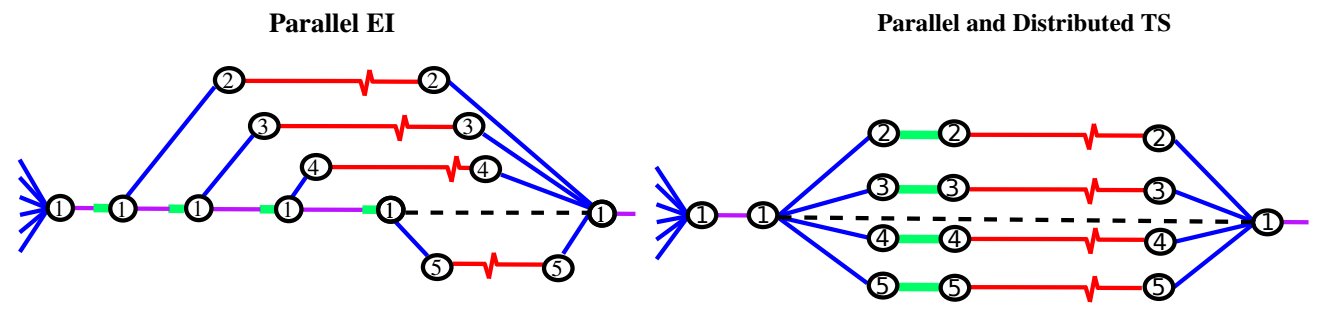 Parallel EI
Parallel and Distributed TS
2 2
3 3
4 4
1 1 1 1 1 1
5 5
2 2 2
3 3 3
1 1 1
4 4 4
5 5 5